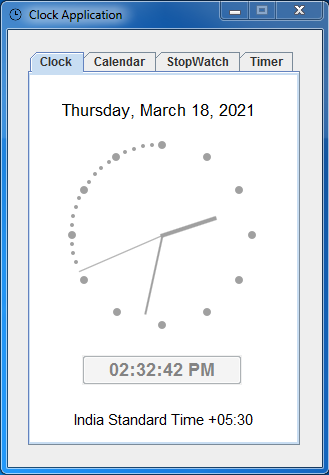 Clock Application
Clock Calendar StopWatch Timer
Thursday, March 18, 2021
02:32:42 PM
India Standard Time +05:30